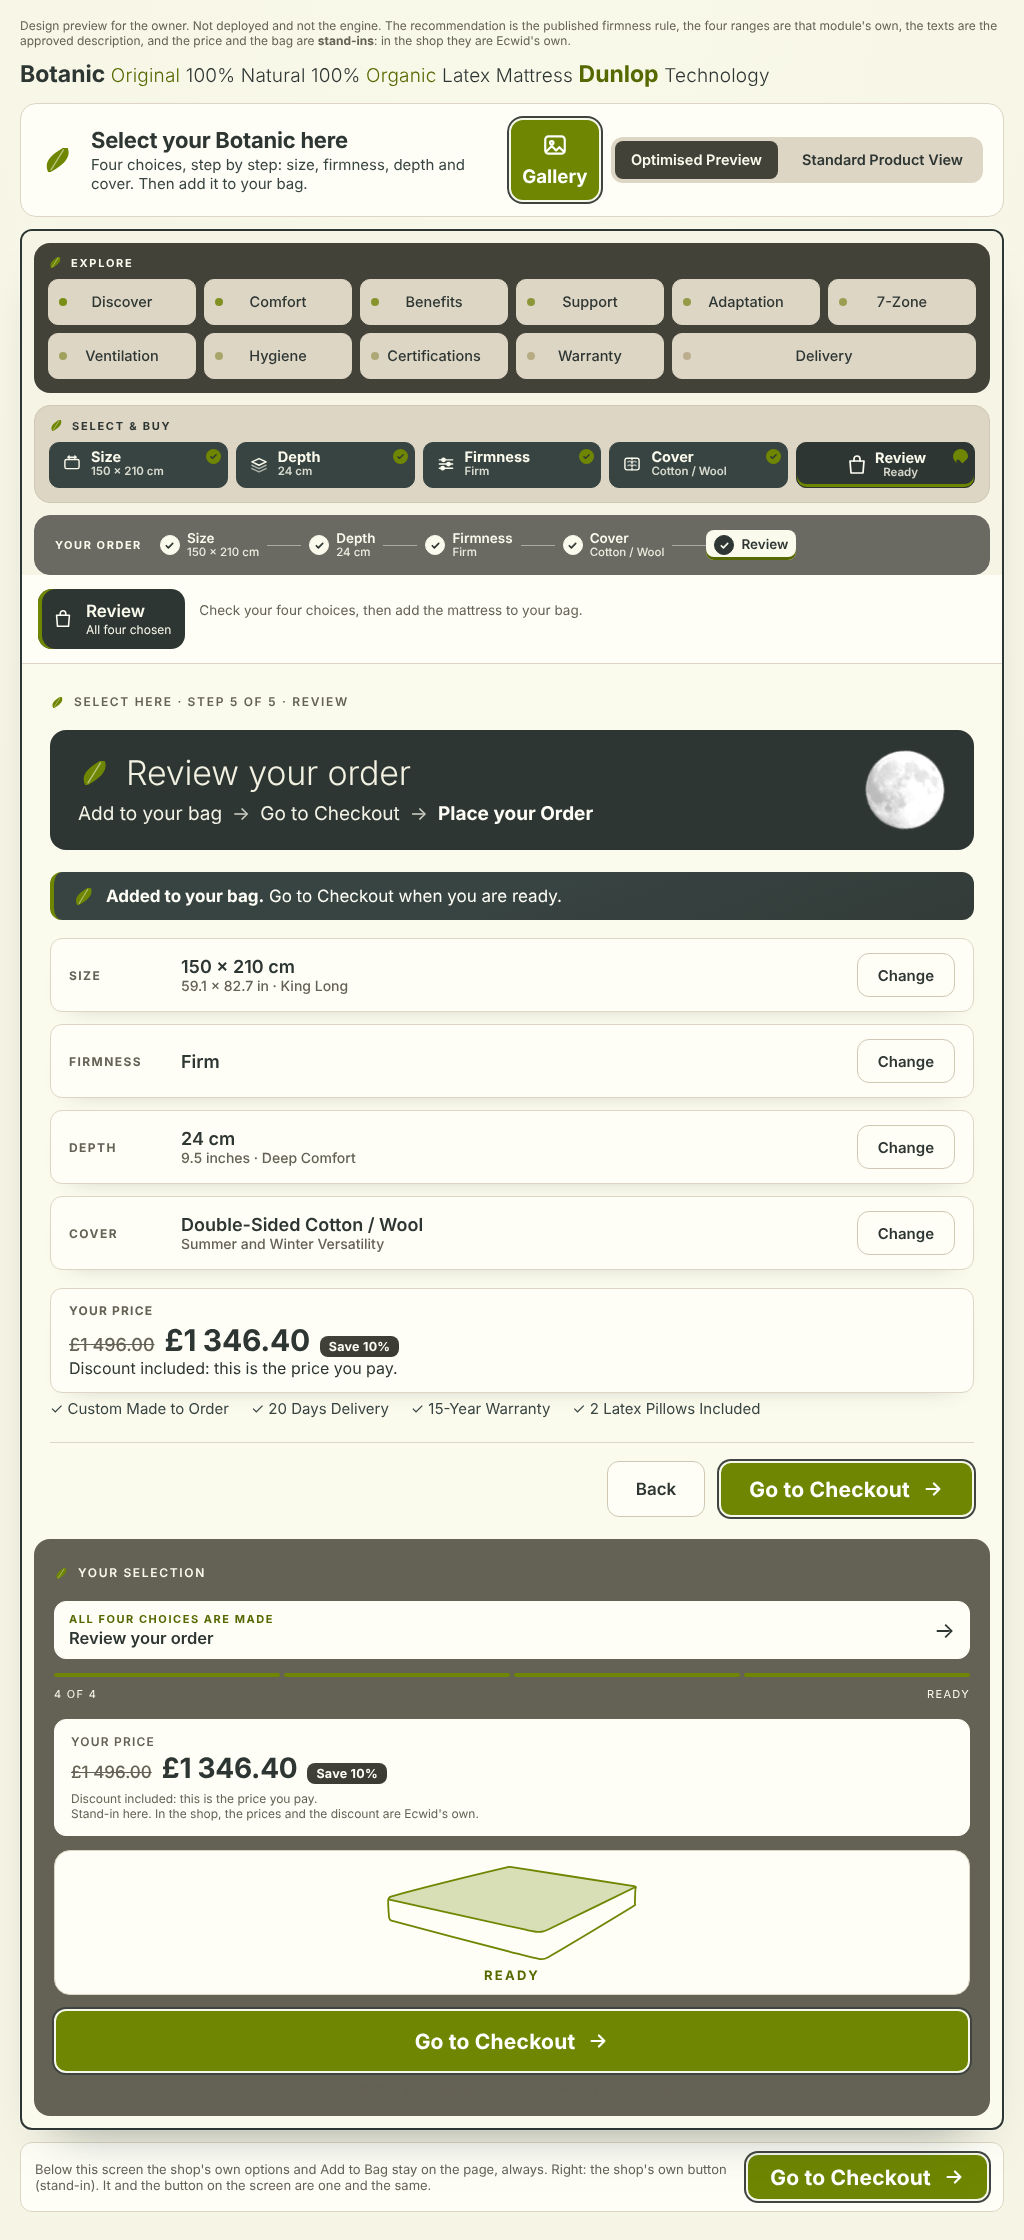 Design preview for the owner. Not deployed and not the engine. The recommendation is the published firmness rule, the four ranges are that module's own, the texts are the
approved description, and the price and the bag are stand-ins: in the shop they are Ecwid's own.
Botanic Original 100% Natural 100% Organic Latex Mattress Dunlop Technology
Select your Botanic here
Four choices, step by step: size, firmness, depth and
cover. Then add it to your bag.
Gallery
Optimised Preview
Standard Product View
EXPLORE
Discover
Comfort
Benefits
Support
Adaptation
7-Zone
Ventilation
Hygiene
Certifications
Warranty
Delivery
SELECT & BUY
Size
150 × 210 cm
Depth
24 cm
Firmness
Firm
Cover
Cotton / Wool
Review
Ready
YOUR ORDER
Size
150 × 210 cm
Depth
24 cm
Firmness
Firm
Cover
Cotton / Wool
Review
Review
All four chosen
Check your four choices, then add the mattress to your bag.
SELECT HERE · STEP 5 OF 5 · REVIEW
Review your order
Add to your bag → Go to Checkout → Place your Order
Added to your bag. Go to Checkout when you are ready.
SIZE
150 × 210 cm
59.1 × 82.7 in · King Long
Change
FIRMNESS
Firm
Change
DEPTH
24 cm
9.5 inches · Deep Comfort
Change
COVER
Double-Sided Cotton / Wool
Summer and Winter Versatility
Change
YOUR PRICE
£1 496.00 £1 346.40 Save 10%
Discount included: this is the price you pay.
✓ Custom Made to Order ✓ 20 Days Delivery ✓ 15-Year Warranty ✓ 2 Latex Pillows Included
Back
Go to Checkout →
YOUR SELECTION
ALL FOUR CHOICES ARE MADE
Review your order →
4 OF 4
READY
YOUR PRICE
£1 496.00 £1 346.40 Save 10%
Discount included: this is the price you pay.
Stand-in here. In the shop, the prices and the discount are Ecwid's own.
READY
Go to Checkout →
Below this screen the shop's own options and Add to Bag stay on the page, always. Right: the shop's own button
(stand-in). It and the button on the screen are one and the same.
Go to Checkout →